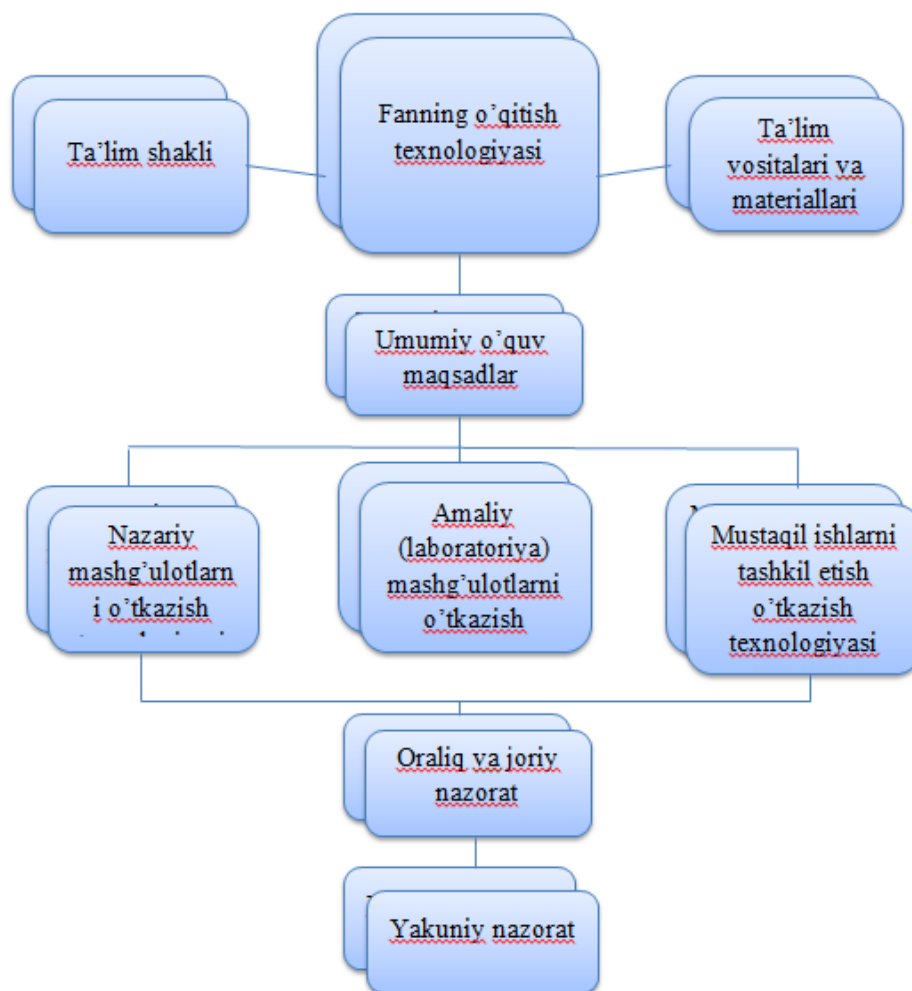 Fanning o’qitish
texnologiyasi
Ta’lim shakli
Ta’lim
vositalari va
materiallari
Umumiy o’quv
maqsadlar
Nazariy
mashg’ulotlarn
i o’tkazish
Amaliy
(laboratoriya)
mashg’ulotlarni
o’tkazish
Mustaqil ishlarni
tashkil etish
o’tkazish
texnologiyasi
Oraliq va joriy
nazorat
Yakuniy nazorat